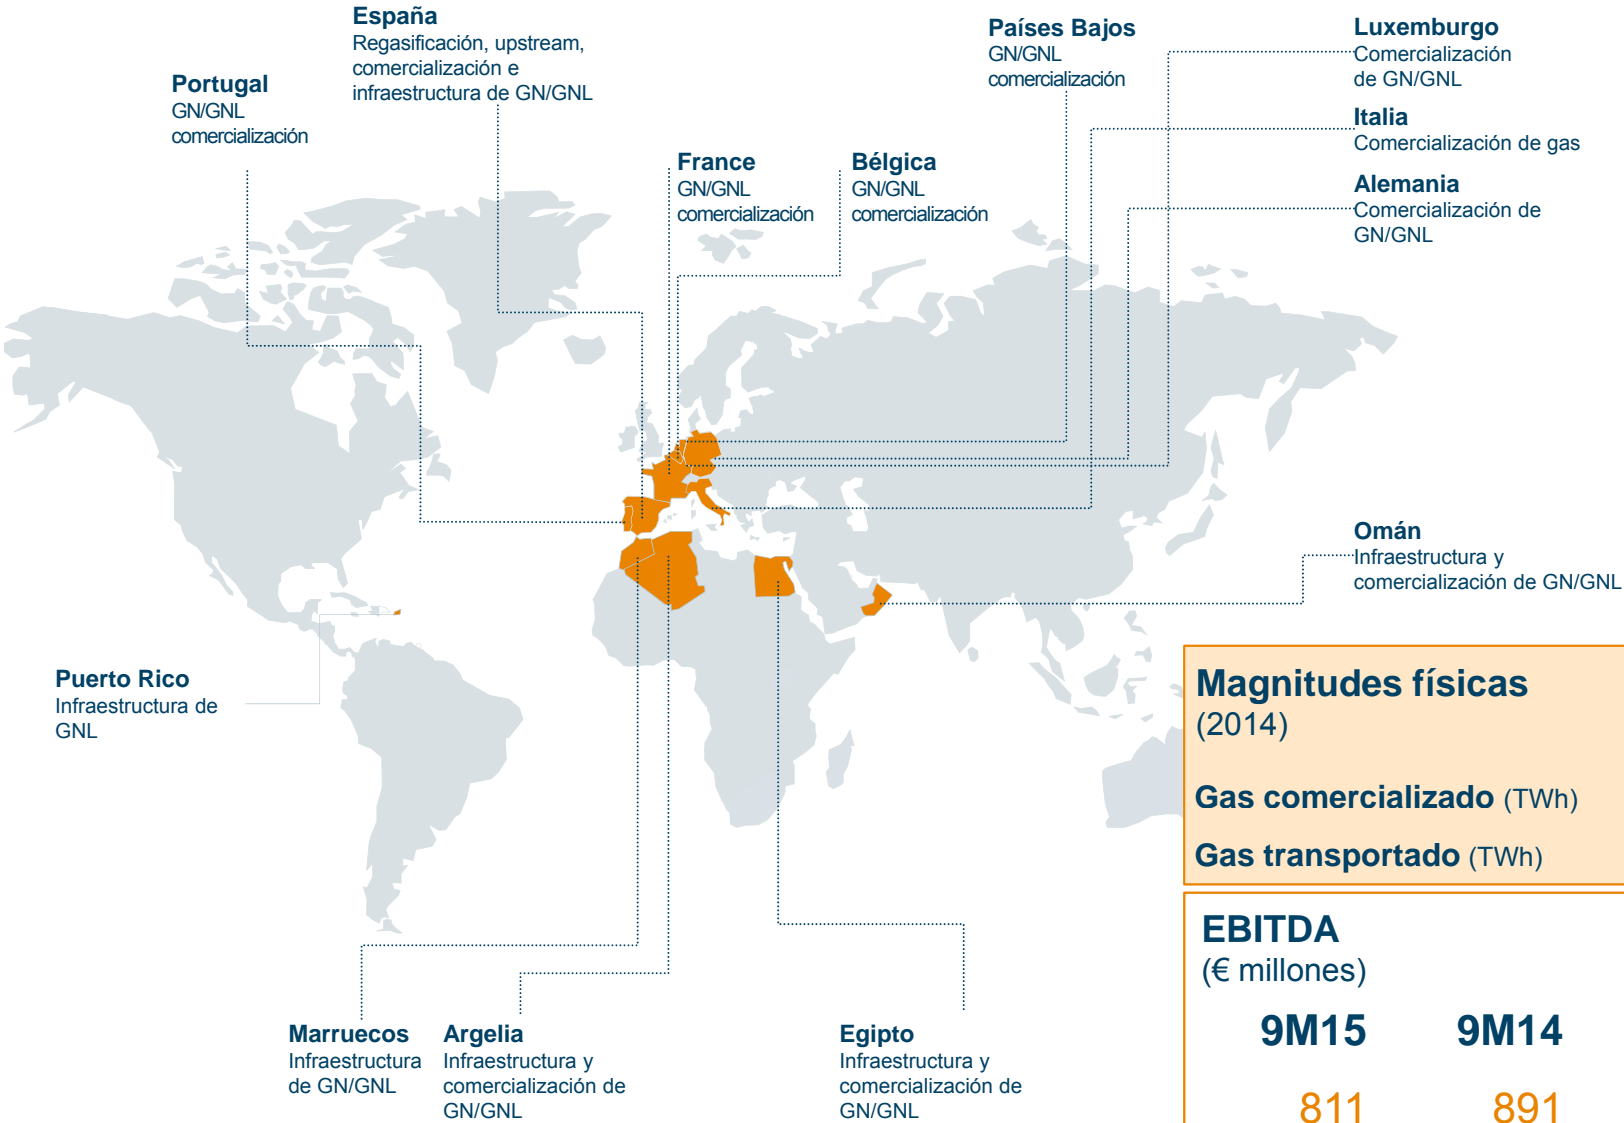 España
Regasificación, upstream,
comercialización e
infraestructura de GN/GNL
Portugal
GN/GNL
comercialización
France
GN/GNL
comercialización
Bélgica
GN/GNL
comercialización
Países Bajos
GN/GNL
comercialización
Luxemburgo
Comercialización
de GN/GNL
Italia
Comercialización de gas
Alemania
Comercialización de
GN/GNL
Omán
Infraestructura y
comercialización de GN/GNL
Puerto Rico
Infraestructura de
GNL
Marruecos
Infraestructura
de GN/GNL
Argelia
Infraestructura y
comercialización de
GN/GNL
Egipto
Infraestructura y
comercialización de
GN/GNL
Magnitudes físicas
(2014)
Gas comercializado (TWh)
Gas transportado (TWh)
EBITDA
(€ millones)
9M15 9M14
811 891